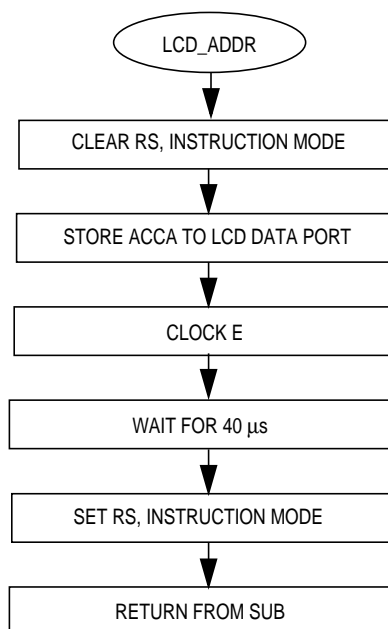 LCD_ADDR
CLEAR RS, INSTRUCTION MODE
STORE ACCA TO LCD DATA PORT
CLOCK E
WAIT FOR 40 µs
SET RS, INSTRUCTION MODE
RETURN FROM SUB